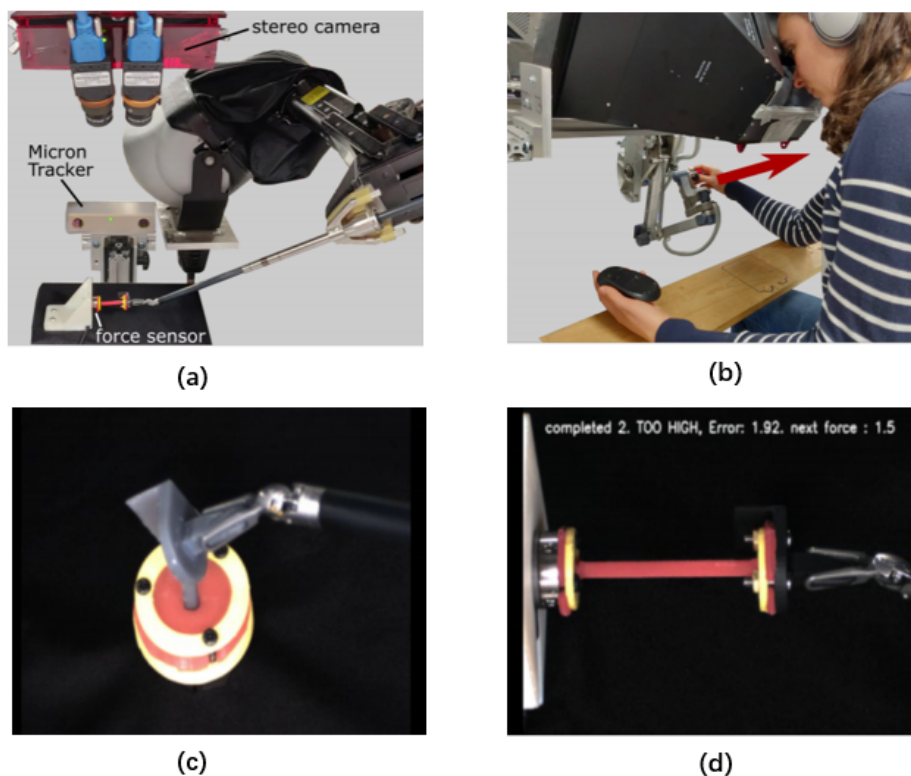 stereo camera
Micron
Tracker
force sensor
(a)
(b)
(c)
completed 2. TOO HIGH, Error: 1.92. next force : 1.5
(d)